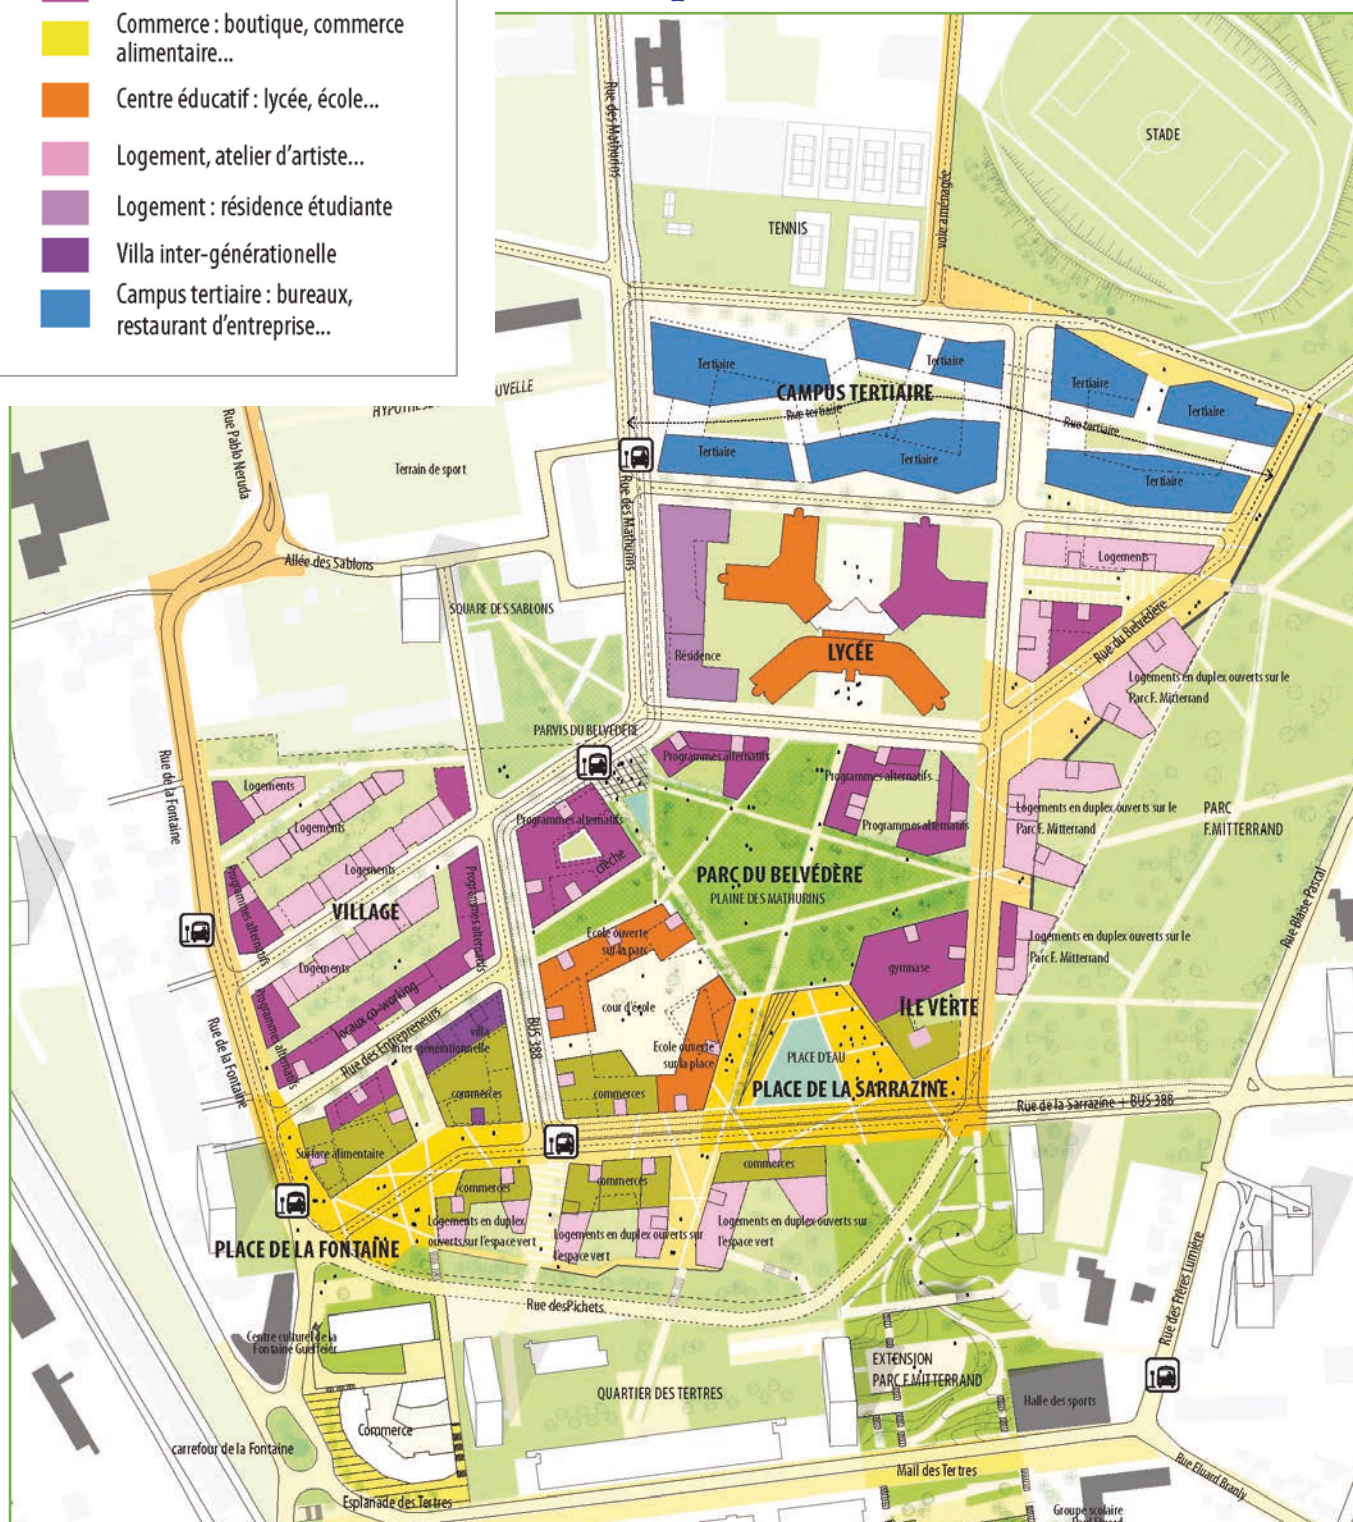 Commerce : boutique, commerce
alimentaire...
Centre éducatif : lycée, école...
Logement, atelier d'artiste...
Logement : résidence étudiante
Villa inter-générationelle
Campus tertiaire : bureaux,
restaurant d'entreprise...
Rue des Mathurins
STADE
voie aménagée
TENNIS
UVELLE
Tertiaire
Tertiaire
Tertiaire
Tertiaire
CAMPUS TERTIAIRE
Rue tertiaire
Rue tertiaire
Tertiaire
Tertiaire
Tertiaire
Rue Pablo Neruda
Terrain de sport
Rue des Mathurins
Allée des Sablons
Logements
SQUARE DES SABLONS
Résidence
LYCÉE
Rue du Belvédère
Logements en duplex ouverts sur le
Parc F. Mitterrand
PARVIS DU BELVÉDÈRE
Rue de la Fontaine
Programmes alternatifs
Programmes alternatifs
Programmes alternatifs
Logements
Logements
Logements
Programmes alternatifs
crèche
Logements en duplex ouverts sur le
Parc F. Mitterrand
PARC
F.MITTERRAND
PARC DU BELVÉDÈRE
PLAINE DES MATHURINS
Programmes alternatifs
Programmes alternatifs
VILLAGE
Rue Blaise Pascal
Ecole ouverte
sur la parc
Logements en duplex ouverts sur le
Parc F. Mitterrand
Logements
gymnase
Programmes alternatifs
locaux co-working
cour d'école
ÎLE VERTE
Rue de la Fontaine
Rue des Entrepreneurs
BUS 388
villa
inter-générationnelle
Ecole ouverte
sur la place
PLACE D'EAU
PLACE DE LA SARRAZINE
commerces
commerces
Rue de la Sarrazine + BUS 388
Surface alimentaire
commerces
commerces
commerces
Logements en duplex
ouverts sur l'espace vert
Logements en duplex ouverts sur
l'espace vert
Logements en duplex ouverts sur
l'espace vert
PLACE DE LA FONTAINE
Rue des Pichets
Rue des Frères Lumière
Centre culturel de la
Fontaine Gueffier
EXTENSION
PARC F.MITTERRAND
QUARTIER DES TERTRES
Halle des sports
Commerce
carrefour de la Fontaine
Mail des Tertres
Rue Eluard Branly
Esplanade des Tertres
Groupe scolaire